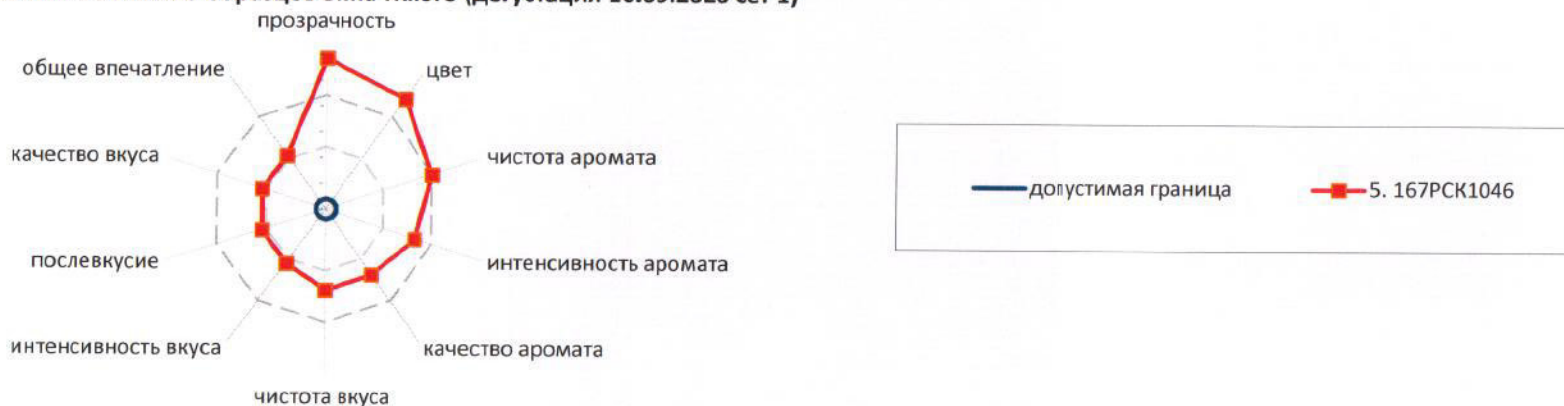 прозрачность
общее впечатление
цвет
качество вкуса
чистота аромата
допустимая граница
5. 167РСК1046
послевкусие
интенсивность аромата
интенсивность вкуса
качество аромата
чистота вкуса